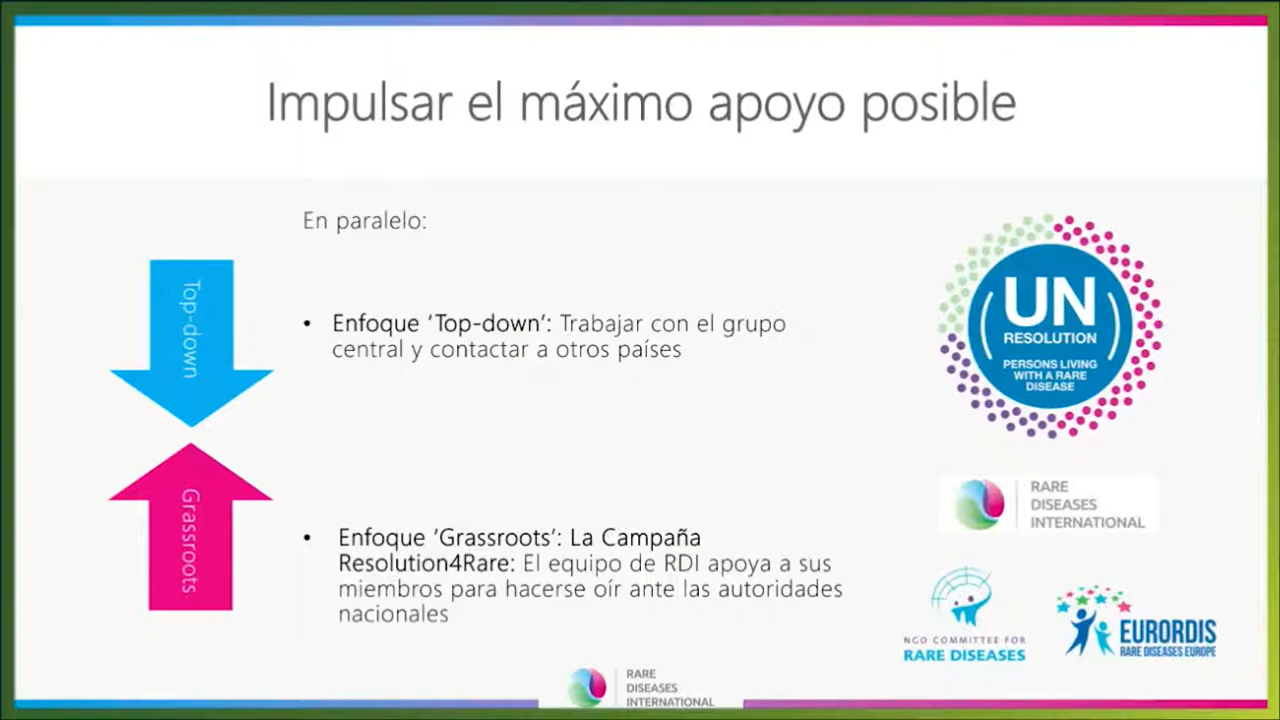 Impulsar el máximo apoyo posible
En paralelo:
Top-down
• Enfoque ‘Top-down’: Trabajar con el grupo
central y contactar a otros países
Grassroots
• Enfoque ‘Grassroots’: La Campaña
Resolution4Rare: El equipo de RDI apoya a sus
miembros para hacerse oír ante las autoridades
nacionales
UN
RESOLUTION
PERSONS LIVING
WITH A RARE
DISEASE
RARE
DISEASES
INTERNATIONAL
NGO COMMITTEE FOR
RARE DISEASES
EURORDIS
RARE DISEASES EUROPE
RARE
DISEASES
INTERNATIONAL